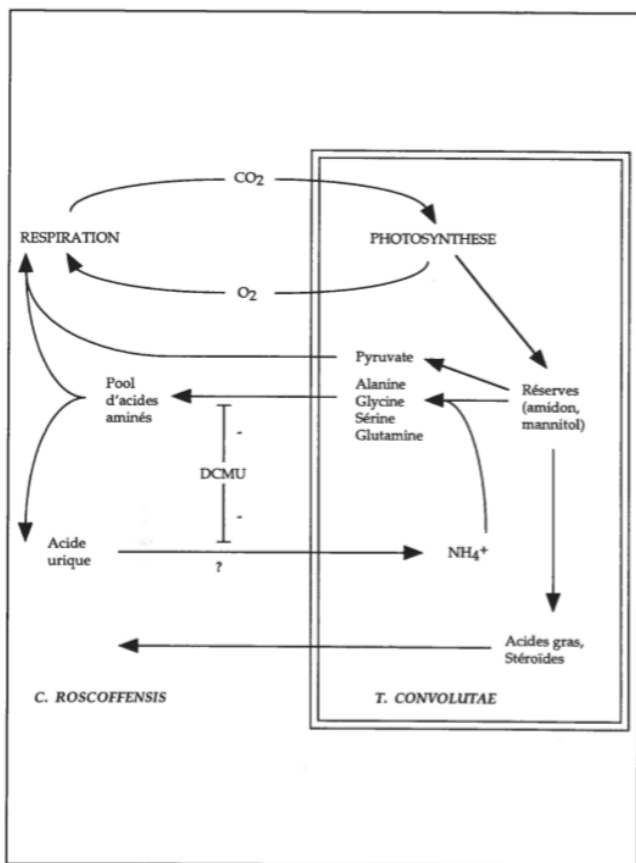 CO2
RESPIRATION
PHOTOSYNTHESE
O2
Pyruvate
Pool
d'acides
aminés
Alanine
Glycine
Sérine
Glutamine
Réserves
(amidon,
mannitol)
-
DCMU
-
Acide
urique
?
NH4+
Acides gras,
Stéroïdes
C. ROSCOFFENSIS
T. CONVOLUTAE